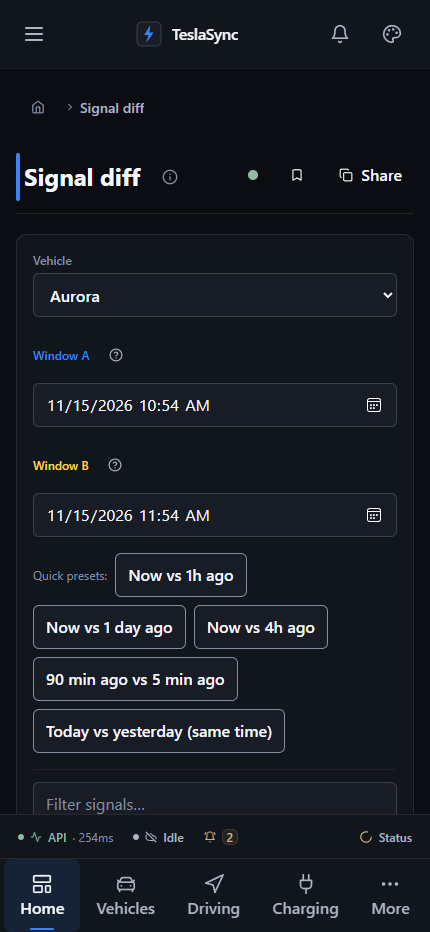 TeslaSync
Signal diff
Signal diff
Share
Vehicle
Aurora
Window A
11/15/2026 10:54 AM
Window B
11/15/2026 11:54 AM
Quick presets: Now vs 1h ago
Now vs 1 day ago Now vs 4h ago
90 min ago vs 5 min ago
Today vs yesterday (same time)
Filter signals...
API · 254ms Idle 2 Status
Home Vehicles Driving Charging More